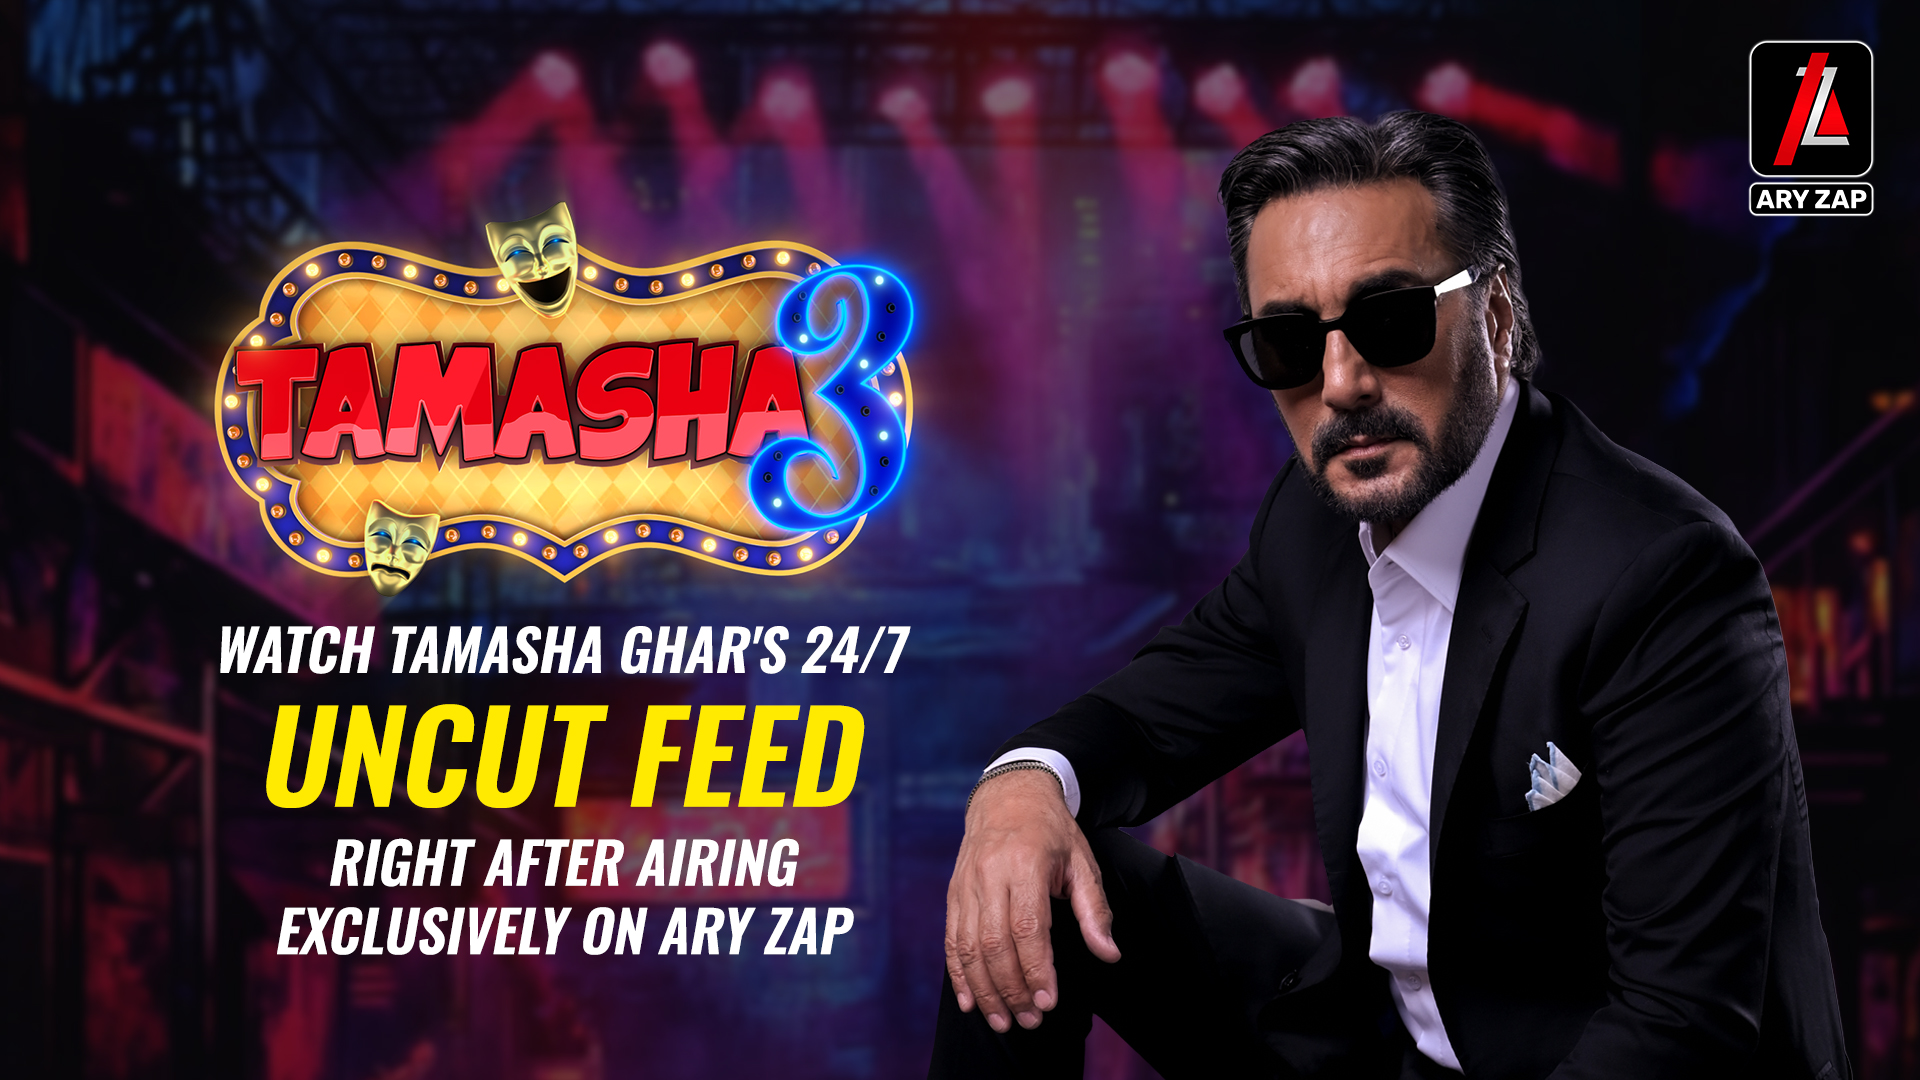 ARY ZAP
TAMASHA 3
WATCH TAMASHA GHAR'S 24/7
UNCUT FEED
RIGHT AFTER AIRING
EXCLUSIVELY ON ARY ZAP